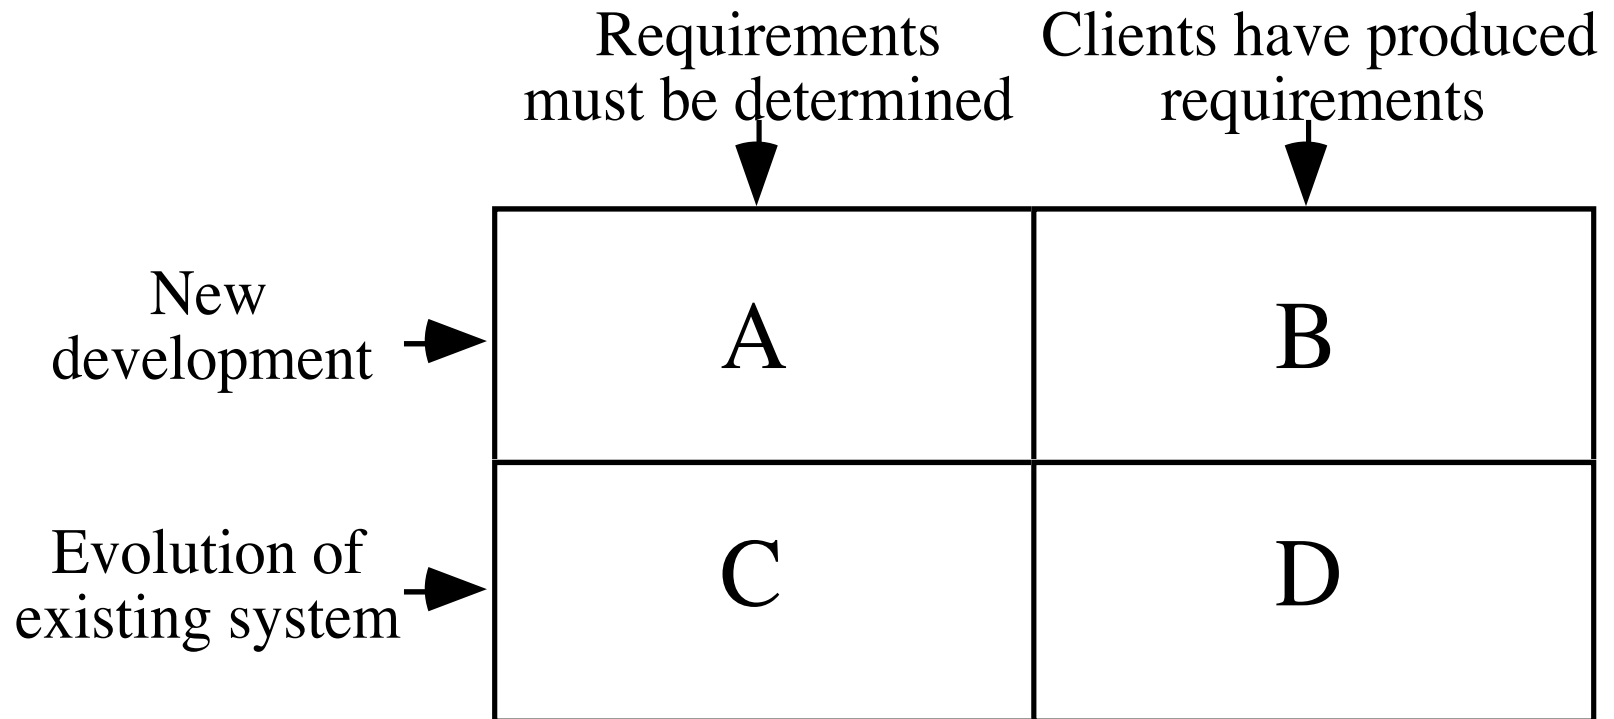 Requirements
must be determined
Clients have produced
requirements
New
development
A
B
Evolution of
existing system
C
D